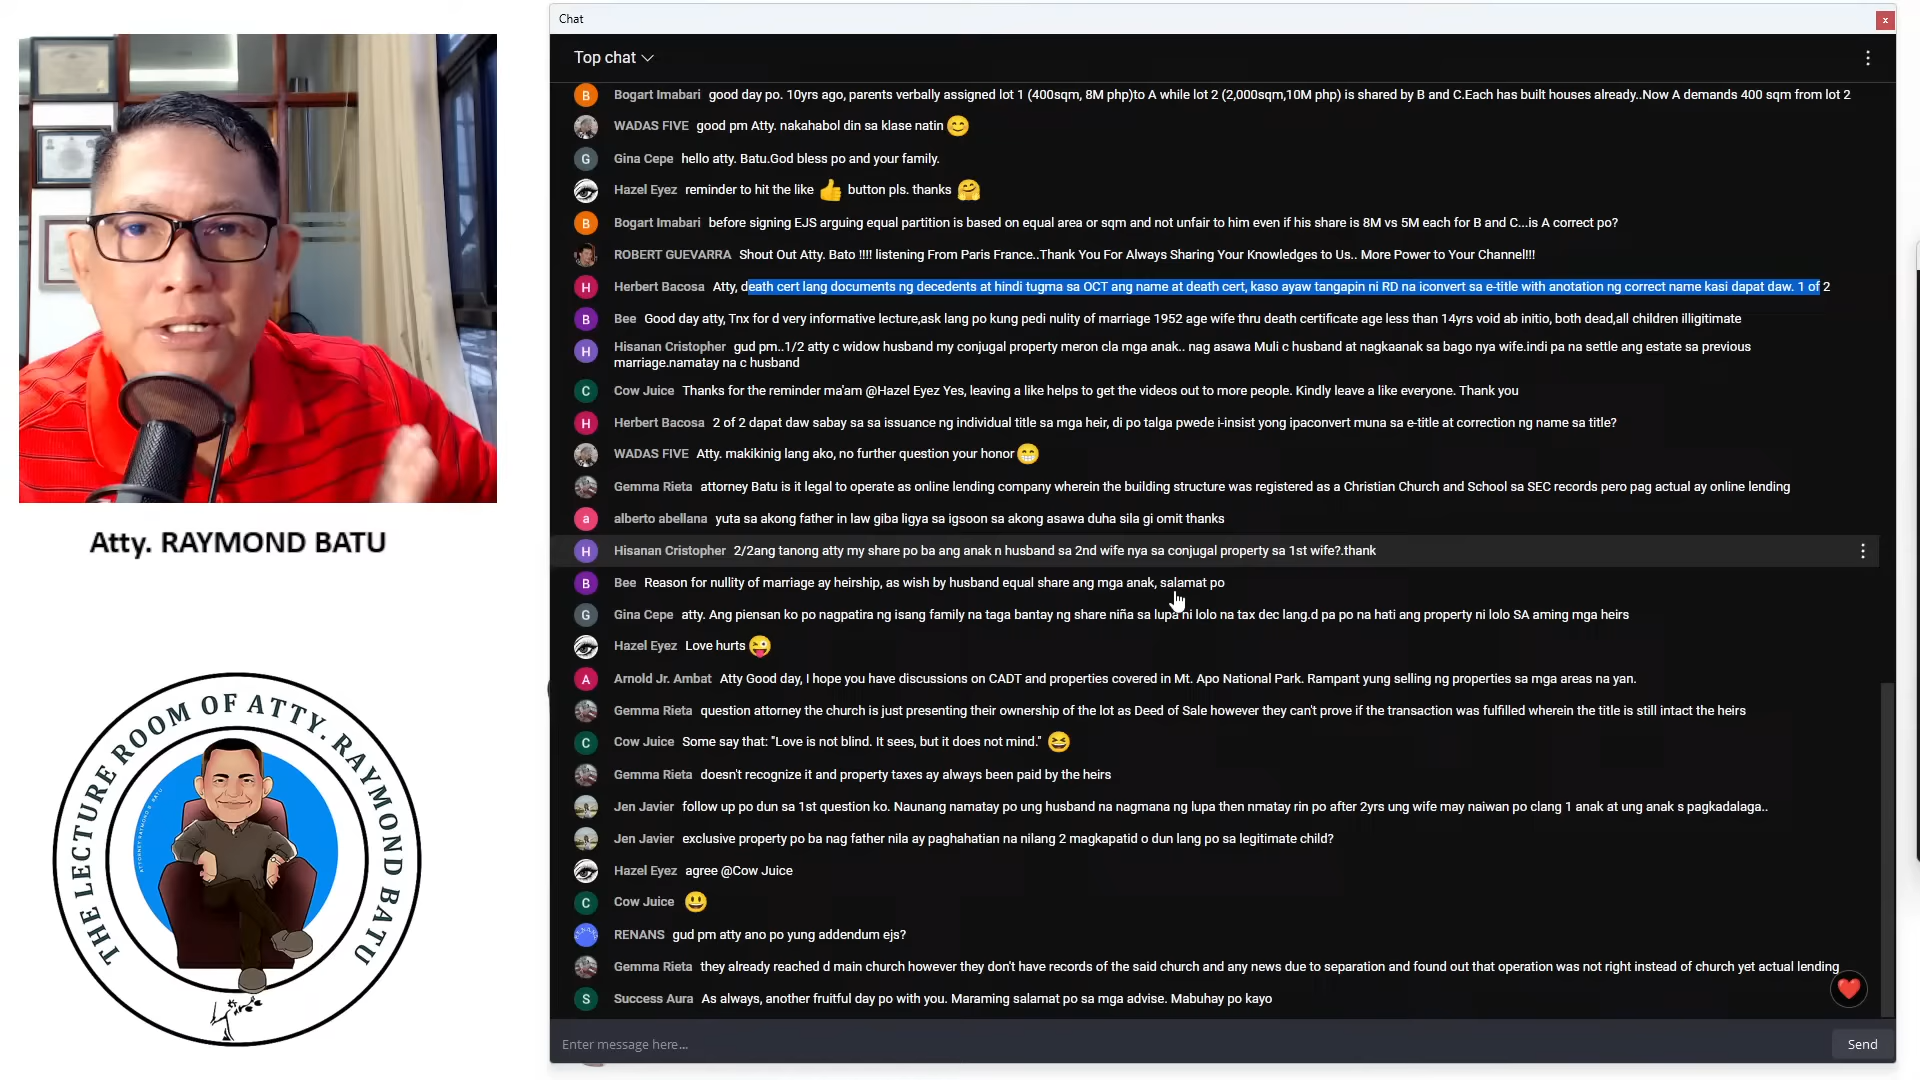 Chat
x
Top chat
Bogart Imabari good day po. 10yrs ago, parents verbally assigned lot 1 (400sqm, 8M php)to A while lot 2 (2,000sqm,10M php) is shared by B and C.Each has built houses already..Now A demands 400 sqm from lot 2
WADAS FIVE good pm Atty. nakahabol din sa klase natin 😊
Gina Cepe hello atty. Batu.God bless po and your family.
Hazel Eyez reminder to hit the like 👍 button pls. thanks 🤗
Bogart Imabari before signing EJS arguing equal partition is based on equal area or sqm and not unfair to him even if his share is 8M vs 5M each for B and C...is A correct po?
ROBERT GUEVARRA Shout Out Atty. Bato !!!! listening From Paris France..Thank You For Always Sharing Your Knowledges to Us.. More Power to Your Channel!!!
Herbert Bacosa Atty, death cert lang documents ng decedents at hindi tugma sa OCT ang name at death cert, kaso ayaw tangapin ni RD na iconvert sa e-title with anotation ng correct name kasi dapat daw. 1 of 2
Bee Good day atty, Tnx for d very informative lecture,ask lang po kung pedi nulity of marriage 1952 age wife thru death certificate age less than 14yrs void ab initio, both dead,all children illigitimate
Hisanan Cristopher gud pm..1/2 atty c widow husband my conjugal property meron cla mga anak.. nag asawa Muli c husband at nagkaanak sa bago nya wife.indi pa na settle ang estate sa previous
marriage.namatay na c husband
Cow Juice Thanks for the reminder ma'am @Hazel Eyez Yes, leaving a like helps to get the videos out to more people. Kindly leave a like everyone. Thank you
Herbert Bacosa 2 of 2 dapat daw sabay sa sa issuance ng individual title sa mga heir, di po talga pwede i-insist yong ipaconvert muna sa e-title at correction ng name sa title?
WADAS FIVE Atty. makikinig lang ako, no further question your honor 😁
Gemma Rieta attorney Batu is it legal to operate as online lending company wherein the building structure was registered as a Christian Church and School sa SEC records pero pag actual ay online lending
alberto abellana yuta sa akong father in law giba ligya sa igsoon sa akong asawa duha sila gi omit thanks
Hisanan Cristopher 2/2ang tanong atty my share po ba ang anak n husband sa 2nd wife nya sa conjugal property sa 1st wife?.thank
Bee Reason for nullity of marriage ay heirship, as wish by husband equal share ang mga anak, salamat po
Gina Cepe atty. Ang piensan ko po nagpatira ng isang family na taga bantay ng share niña sa lupa ni lolo na tax dec lang.d pa po na hati ang property ni lolo SA aming mga heirs
Hazel Eyez Love hurts 😜
Arnold Jr. Ambat Atty Good day, I hope you have discussions on CADT and properties covered in Mt. Apo National Park. Rampant yung selling ng properties sa mga areas na yan.
Gemma Rieta question attorney the church is just presenting their ownership of the lot as Deed of Sale however they can't prove if the transaction was fulfilled wherein the title is still intact the heirs
Cow Juice Some say that: "Love is not blind. It sees, but it does not mind." 😆
Gemma Rieta doesn't recognize it and property taxes ay always been paid by the heirs
Jen Javier follow up po dun sa 1st question ko. Naunang namatay po ung husband na nagmana ng lupa then nmatay rin po after 2yrs ung wife may naiwan po clang 1 anak at ung anak s pagkadalaga..
Jen Javier exclusive property po ba nag father nila ay paghahatian na nilang 2 magkapatid o dun lang po sa legitimate child?
Hazel Eyez agree @Cow Juice
Cow Juice 😃
RENANS gud pm atty ano po yung addendum ejs?
Gemma Rieta they already reached d main church however they don't have records of the said church and any news due to separation and found out that operation was not right instead of church yet actual lending
Success Aura As always, another fruitful day po with you. Maraming salamat po sa mga advise. Mabuhay po kayo
Enter message here...
Send
Atty. RAYMOND BATU
THE LECTURE ROOM OF ATTY. RAYMOND BATU